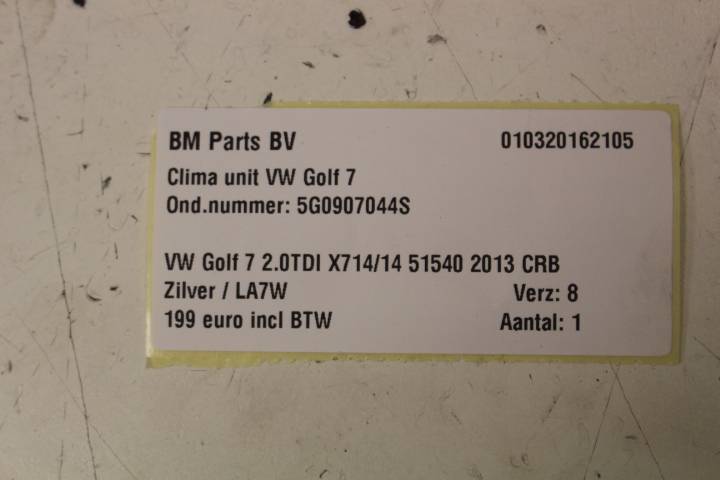 BM Parts BV 010320162105
Clima unit VW Golf 7
Ond.nummer: 5G0907044S
VW Golf 7 2.0TDI X714/14 51540 2013 CRB
Zilver / LA7W Verz: 8
199 euro incl BTW Aantal: 1